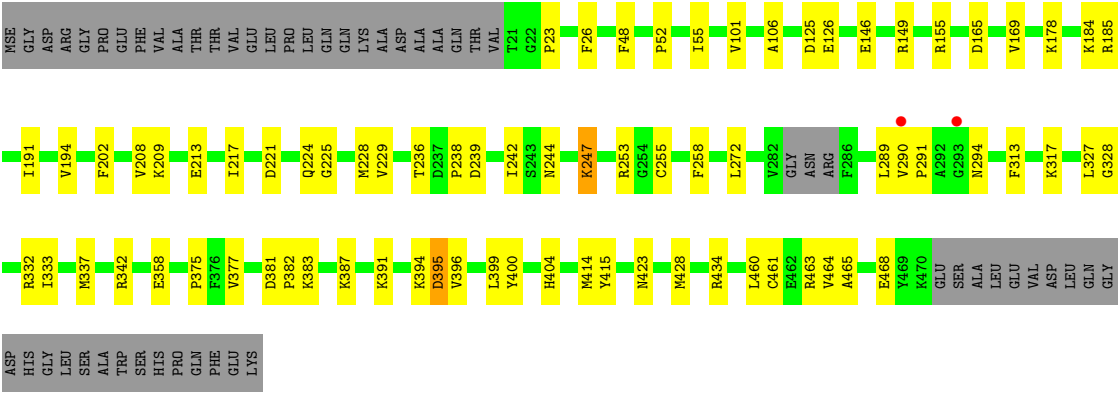 MSE GLY ASP ARG GLY PRO GLU PHE VAL ALA THR THR VAL GLU LEU PRO LEU GLN GLN LYS ALA ASP ALA ALA GLN THR VAL T21 G22 P23 F26 F48 P52 I55 V101 A106 D125 E126 E146 R149 R155 D165 V169 K178 K184 R185
I191 V194 F202 V208 K209 E213 I217 D221 Q224 G225 M228 V229 T236 D237 P238 D239 I242 S243 N244 K247 R253 G254 C255 F258 L272 V282 GLY ASN ARG F286 L289 V290 P291 A292 G293 N294 F313 K317 L327 G328
R332 I333 M337 R342 E358 P375 F376 V377 D381 P382 K383 K387 K391 K394 D395 V396 L399 Y400 H404 M414 Y415 N423 M428 R434 L460 C461 E462 R463 V464 A465 E468 Y469 K470 GLU SER ALA LEU GLU VAL ASP LEU GLN GLY
ASP HIS GLY LEU SER ALA TRP SER HIS PRO GLN PHE GLU LYS